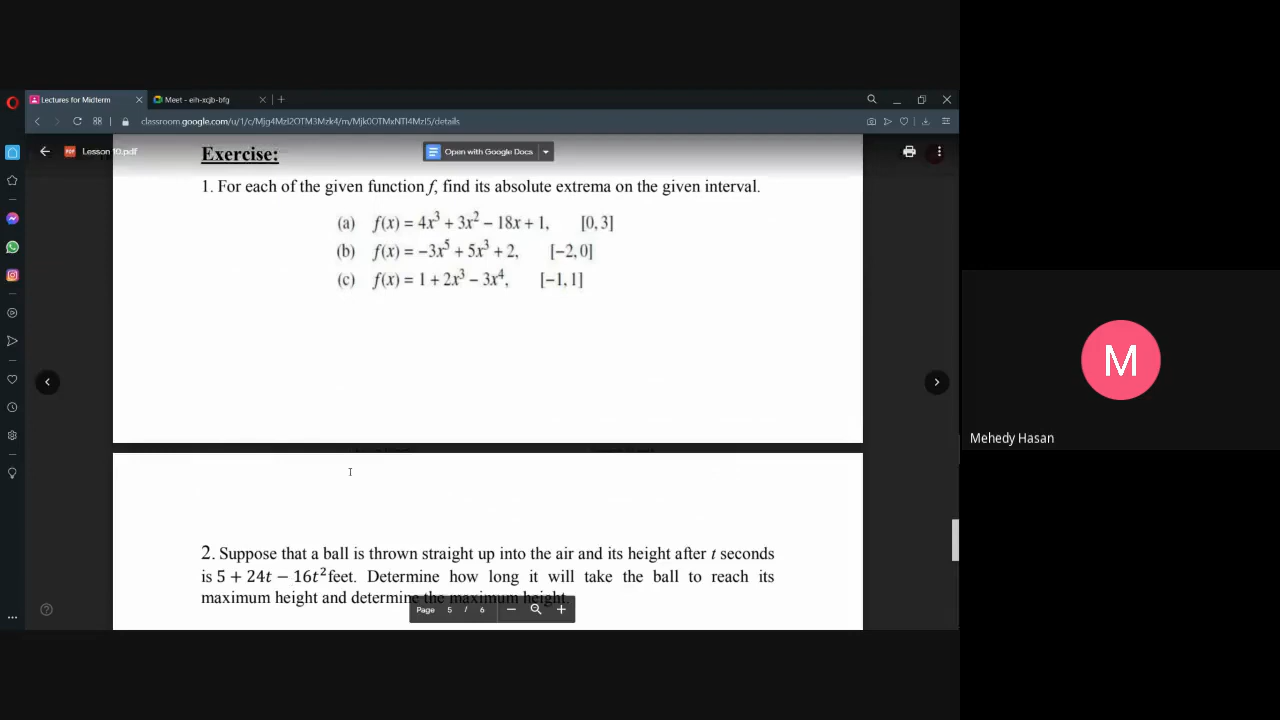 Lectures for Midterm
Meet - eih-xqjb-bfg
classroom.google.com/u/1/c/Mjg4MzI2OTM3Mzk4/m/Mjk0OTMxNTI4MzI5/details
Lesson 10.pdf
Open with Google Docs
Exercise:
1. For each of the given function f, find its absolute extrema on the given interval.
(a) f(x) = 4x³ + 3x² − 18x + 1, [0, 3]
(b) f(x) = −3x⁵ + 5x³ + 2, [−2, 0]
(c) f(x) = 1 + 2x³ − 3x⁴, [−1, 1]
M
Mehedy Hasan
2. Suppose that a ball is thrown straight up into the air and its height after t seconds
is 5 + 24t − 16t² feet. Determine how long it will take the ball to reach its
maximum height and determine the maximum height.
Page 5 / 6